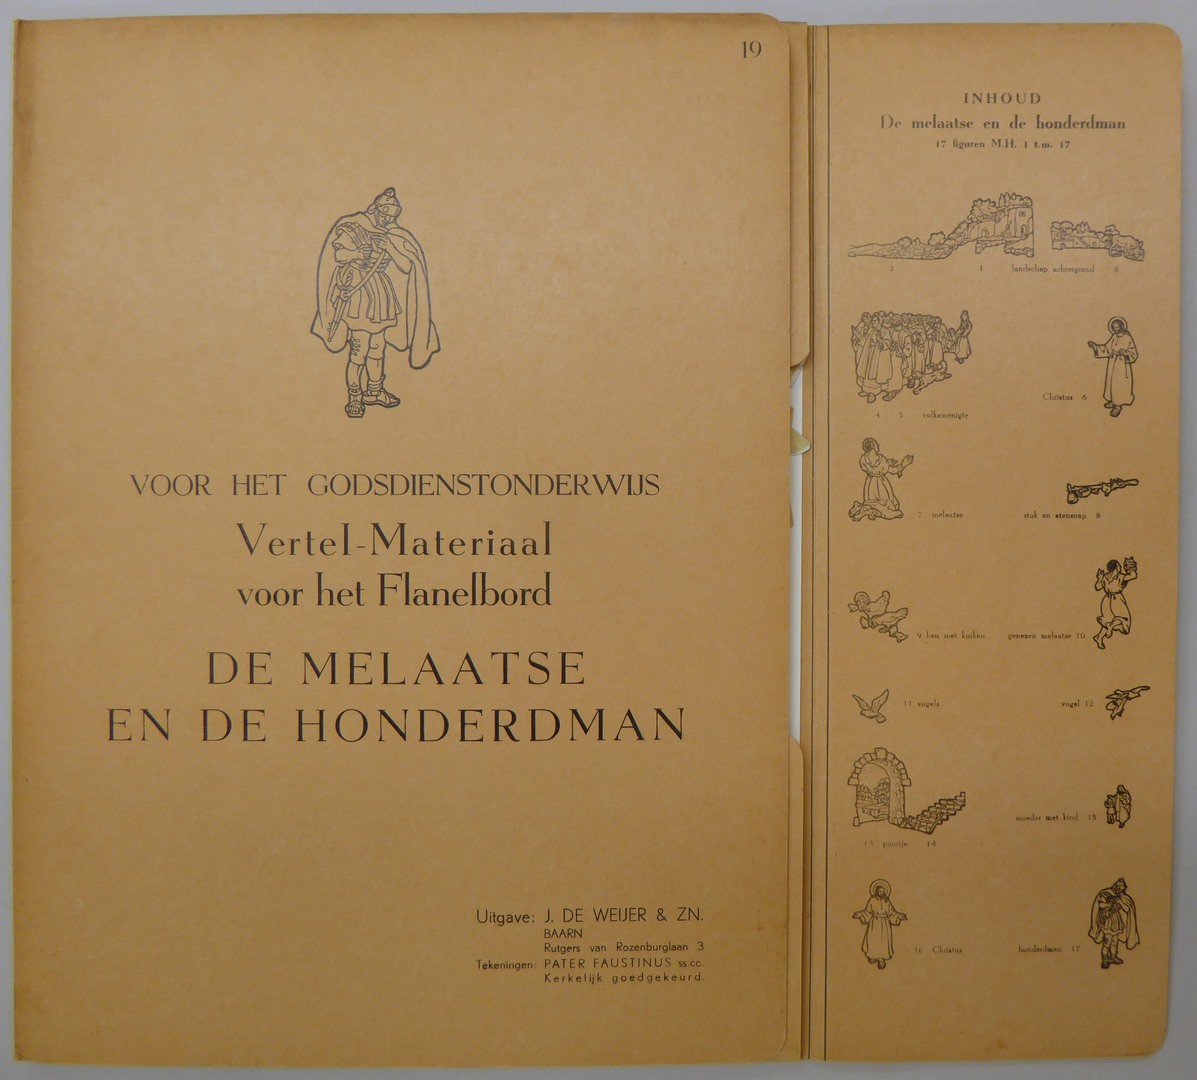 19
VOOR HET GODSDIENSTONDERWIJS
Vertel-Materiaal
voor het Flanelbord
DE MELAATSE
EN DE HONDERDMAN
Uitgave: J. DE WEIJER & ZN.
BAARN
Rutgers van Rozenburglaan 3
Tekeningen: PATER FAUSTINUS ss.cc.
Kerkelijk goedgekeurd.
INHOUD
De melaatse en de honderdman
17 figuren M.H. 1 t.m. 17
2 1 landschap achtergrond 3
4 5 volksmenigte
Christus 6
7 melaatse
stok en etensnap 8
9 hen met kuiken
genezen melaatse 10
11 vogels
vogel 12
13 poortje 14
moeder met kind 15
16 Christus
honderdman 17